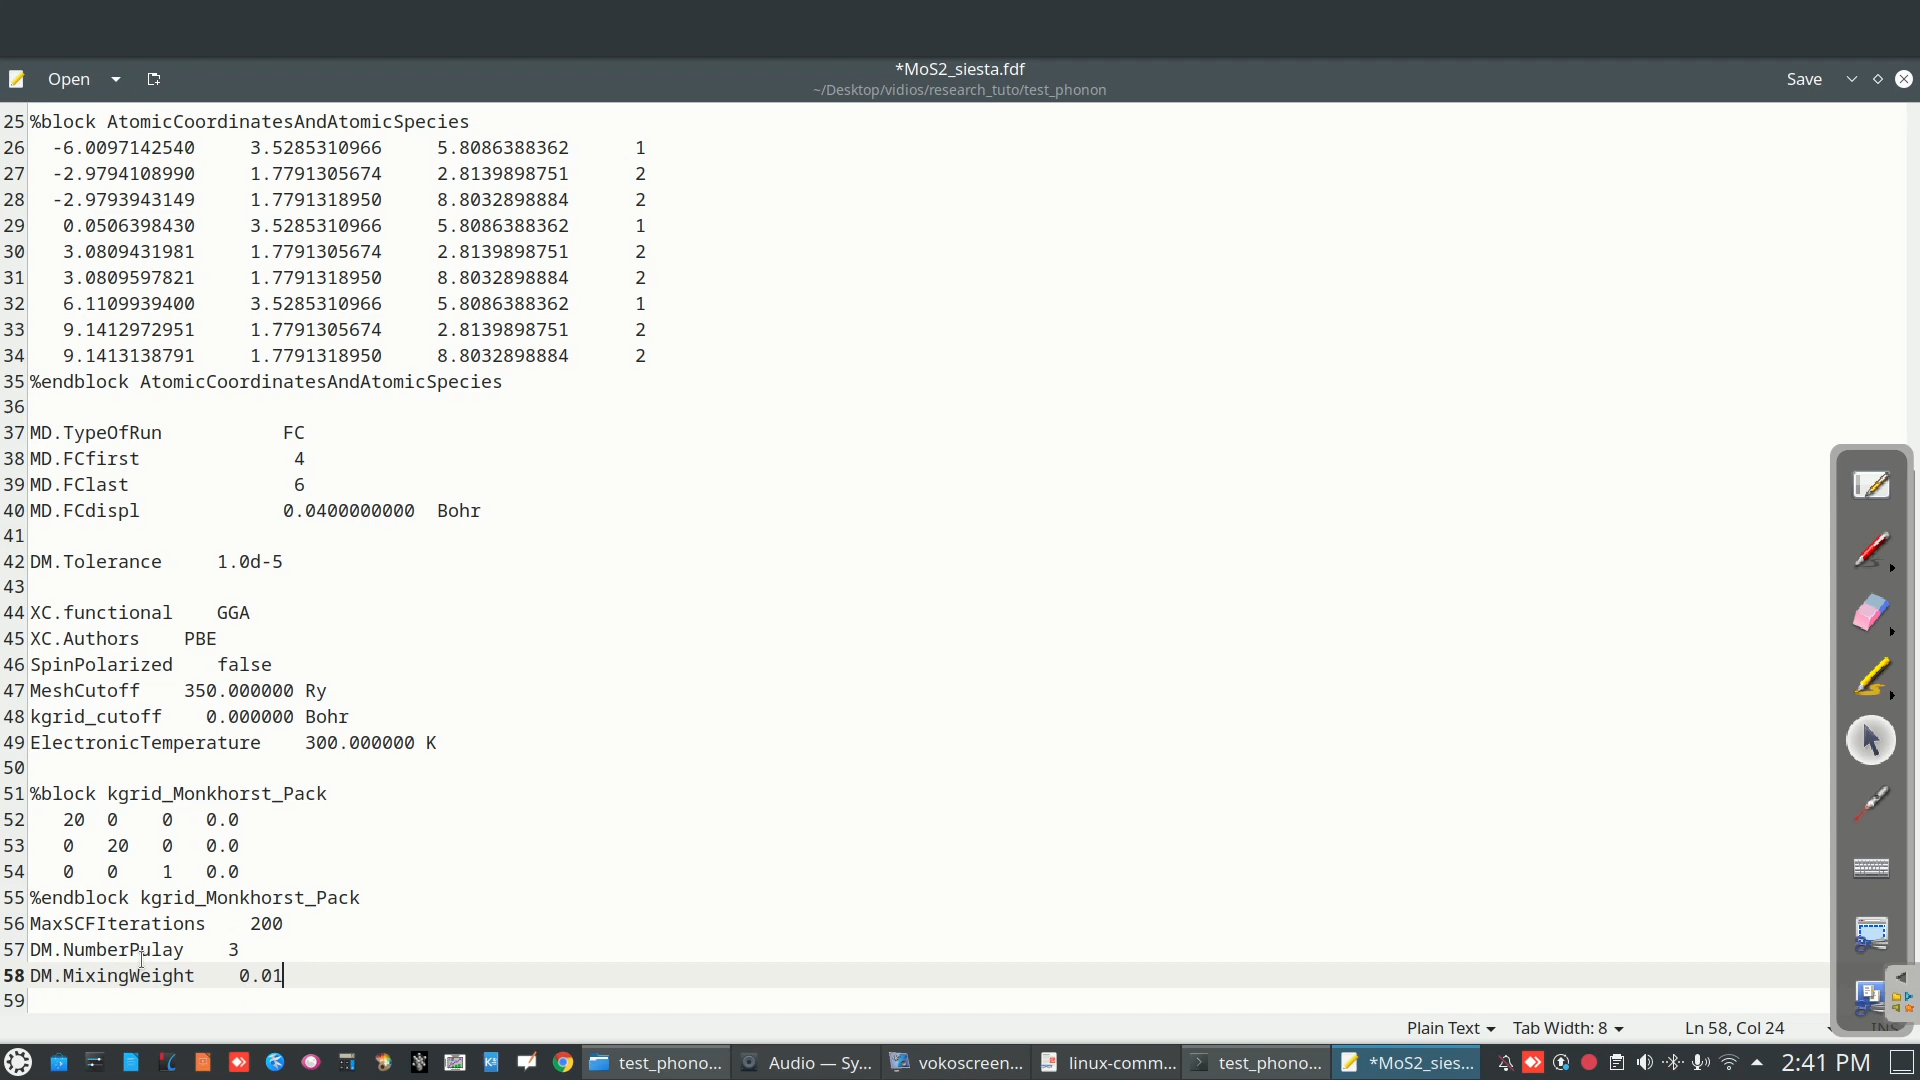 Open
*MoS2_siesta.fdf
~/Desktop/vidios/research_tuto/test_phonon
Save
25 %block AtomicCoordinatesAndAtomicSpecies
26 -6.0097142540 3.5285310966 5.8086388362 1
27 -2.9794108990 1.7791305674 2.8139898751 2
28 -2.9793943149 1.7791318950 8.8032898884 2
29 0.0506398430 3.5285310966 5.8086388362 1
30 3.0809431981 1.7791305674 2.8139898751 2
31 3.0809597821 1.7791318950 8.8032898884 2
32 6.1109939400 3.5285310966 5.8086388362 1
33 9.1412972951 1.7791305674 2.8139898751 2
34 9.1413138791 1.7791318950 8.8032898884 2
35 %endblock AtomicCoordinatesAndAtomicSpecies
36
37 MD.TypeOfRun FC
38 MD.FCfirst 4
39 MD.FClast 6
40 MD.FCdispl 0.0400000000 Bohr
41
42 DM.Tolerance 1.0d-5
43
44 XC.functional GGA
45 XC.Authors PBE
46 SpinPolarized false
47 MeshCutoff 350.000000 Ry
48 kgrid_cutoff 0.000000 Bohr
49 ElectronicTemperature 300.000000 K
50
51 %block kgrid_Monkhorst_Pack
52 20 0 0 0.0
53 0 20 0 0.0
54 0 0 1 0.0
55 %endblock kgrid_Monkhorst_Pack
56 MaxSCFIterations 200
57 DM.NumberPulay 3
58 DM.MixingWeight 0.01
59
Plain Text Tab Width: 8 Ln 58, Col 24 INS
test_phono... Audio — Sy... vokoscreen... linux-comm... test_phono... *MoS2_sies... 2:41 PM